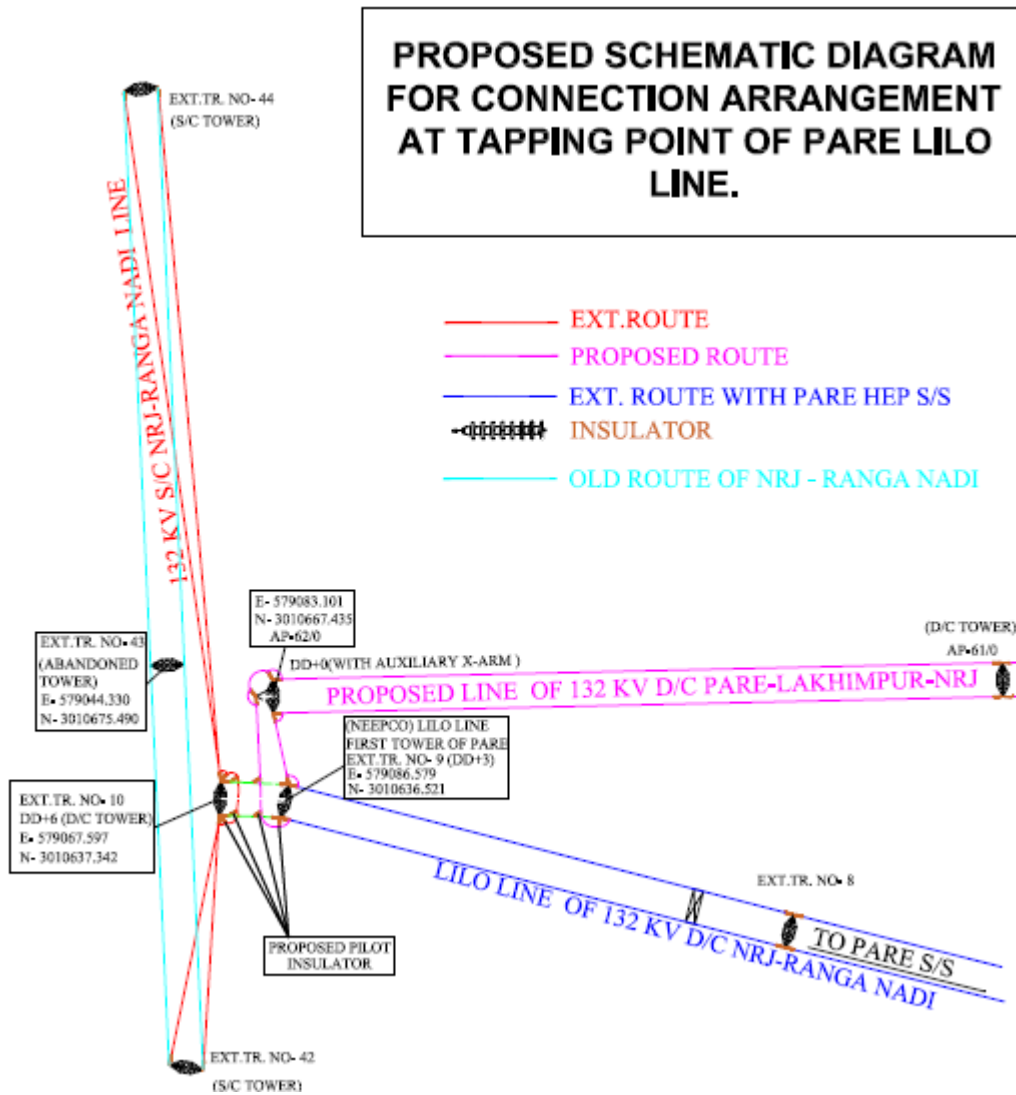 PROPOSED SCHEMATIC DIAGRAM
FOR CONNECTION ARRANGEMENT
AT TAPPING POINT OF PARE LILO
LINE.
EXT.TR. NO-44
(S/C TOWER)
132 KV S/C NRJ-RANGA NADI LINE
EXT.ROUTE
PROPOSED ROUTE
EXT. ROUTE WITH PARE HEP S/S
INSULATOR
OLD ROUTE OF NRJ - RANGA NADI
E- 579083.101
N- 3010667.435
AP-62/0
EXT.TR. NO-43
(ABANDONED
TOWER)
E- 579044.330
N- 3010675.490
DD+0(WITH AUXILIARY X-ARM )
(D/C TOWER)
AP-61/0
PROPOSED LINE OF 132 KV D/C PARE-LAKHIMPUR-NRJ
(NEEPCO) LILO LINE
FIRST TOWER OF PARE
EXT.TR. NO- 9 (DD+3)
E- 579086.579
N- 3010636.521
EXT.TR. NO- 10
DD+6 (D/C TOWER)
E- 579067.597
N- 3010637.342
EXT.TR. NO-8
LILO LINE OF 132 KV D/C NRJ-RANGA NADI
TO PARE S/S
PROPOSED PILOT
INSULATOR
EXT.TR. NO-42
(S/C TOWER)